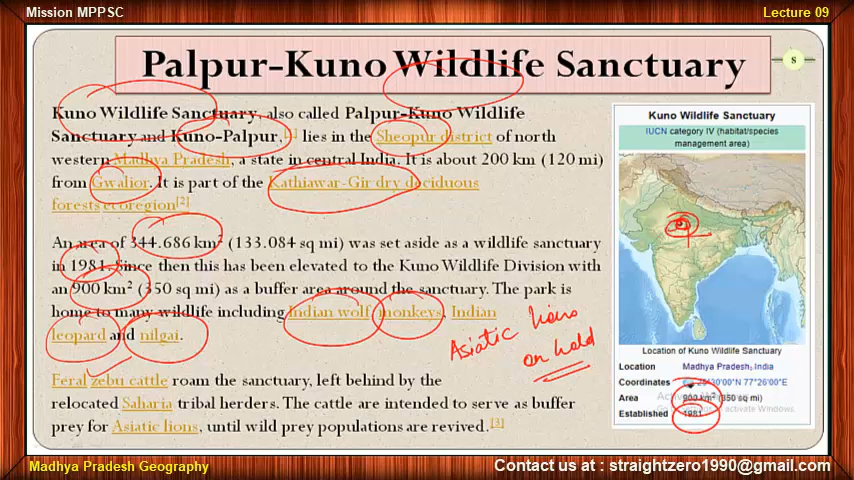 Mission MPPSC
Lecture 09
Palpur-Kuno Wildlife Sanctuary
8
Kuno Wildlife Sanctuary, also called Palpur-Kuno Wildlife
Sanctuary and Kuno-Palpur,[1] lies in the Sheopur district of north
western Madhya Pradesh, a state in central India. It is about 200 km (120 mi)
from Gwalior. It is part of the Kathiawar-Gir dry deciduous
forests ecoregion[2]
An area of 344.686 km² (133.084 sq mi) was set aside as a wildlife sanctuary
in 1981. Since then this has been elevated to the Kuno Wildlife Division with
an 900 km² (350 sq mi) as a buffer area around the sanctuary. The park is
home to many wildlife including Indian wolf monkeys, Indian
leopard and nilgai.
Asiatic lions
on hold
Feral zebu cattle roam the sanctuary, left behind by the
relocated Saharia tribal herders. The cattle are intended to serve as buffer
prey for Asiatic lions, until wild prey populations are revived.[3]
Kuno Wildlife Sanctuary
IUCN category IV (habitat/species
management area)
Location of Kuno Wildlife Sanctuary
Location Madhya Pradesh, India
Coordinates 25°30′00″N 77°26′00″E
Area 900 km² (350 sq mi)
Established 1981
Madhya Pradesh Geography
Contact us at : straightzero1990@gmail.com